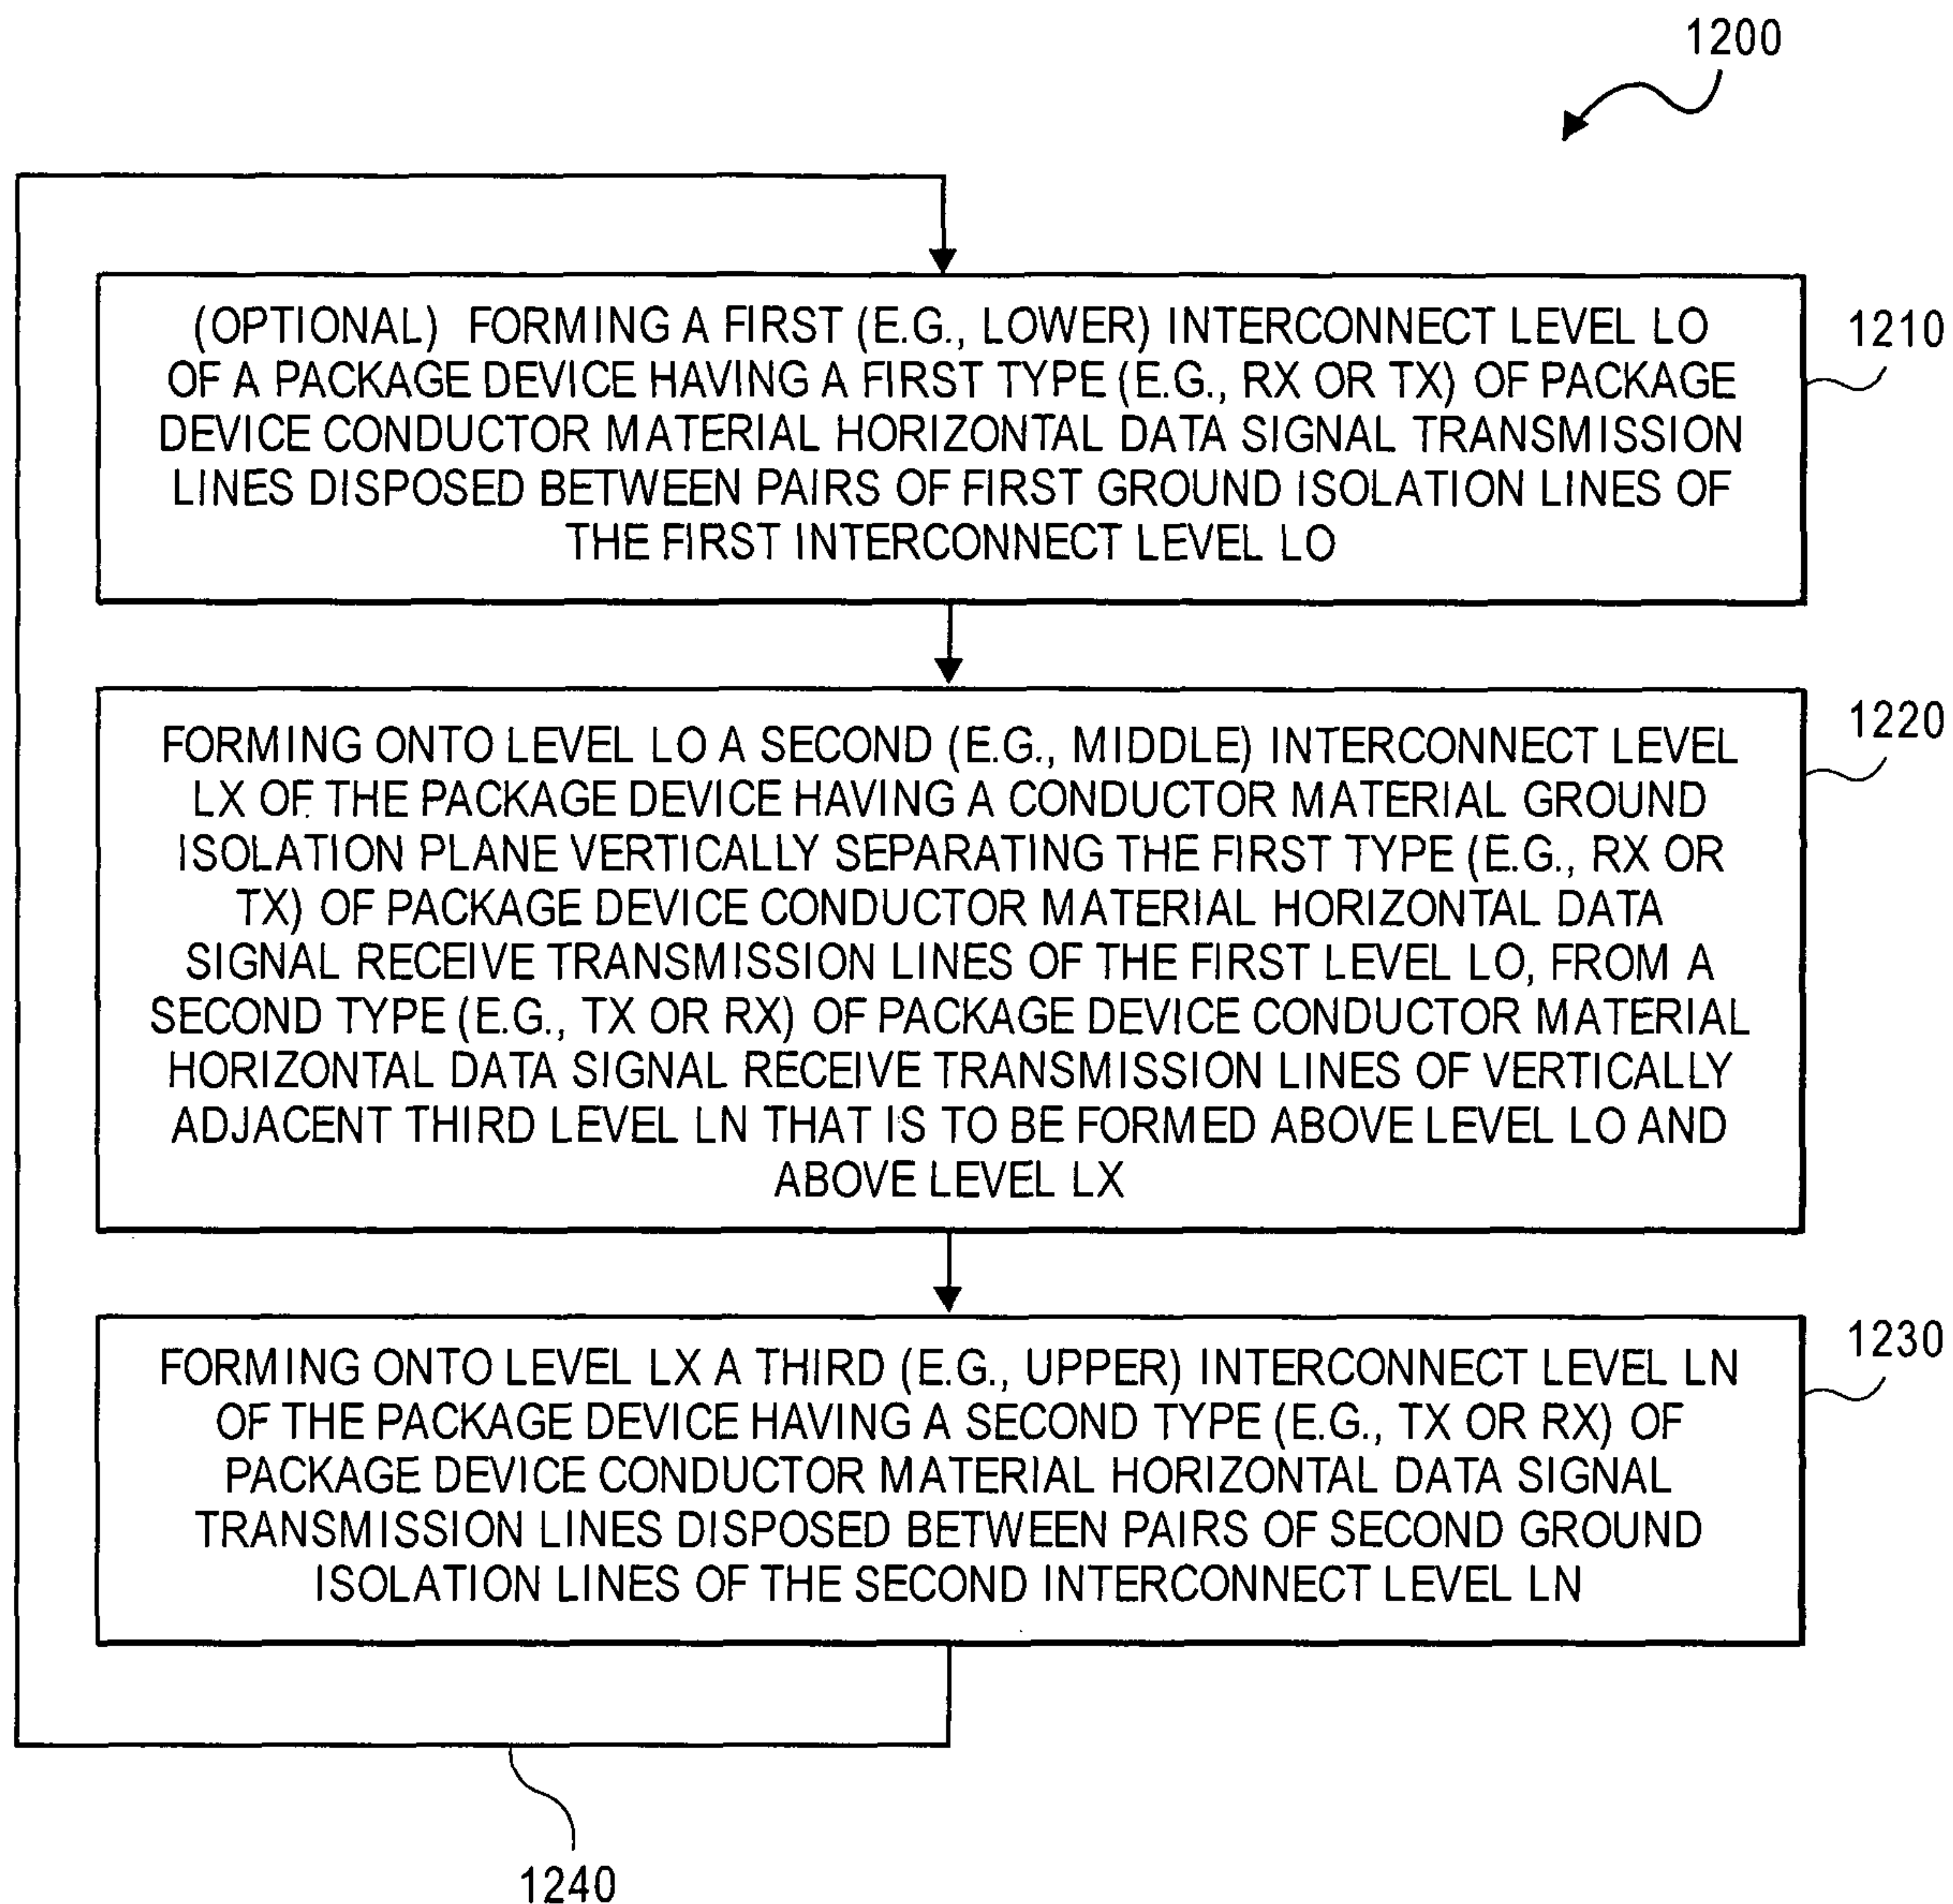 1200
(OPTIONAL) FORMING A FIRST (E.G., LOWER) INTERCONNECT LEVEL LO
OF A PACKAGE DEVICE HAVING A FIRST TYPE (E.G., RX OR TX) OF PACKAGE
DEVICE CONDUCTOR MATERIAL HORIZONTAL DATA SIGNAL TRANSMISSION
LINES DISPOSED BETWEEN PAIRS OF FIRST GROUND ISOLATION LINES OF
THE FIRST INTERCONNECT LEVEL LO
1210
FORMING ONTO LEVEL LO A SECOND (E.G., MIDDLE) INTERCONNECT LEVEL
LX OF THE PACKAGE DEVICE HAVING A CONDUCTOR MATERIAL GROUND
ISOLATION PLANE VERTICALLY SEPARATING THE FIRST TYPE (E.G., RX OR
TX) OF PACKAGE DEVICE CONDUCTOR MATERIAL HORIZONTAL DATA
SIGNAL RECEIVE TRANSMISSION LINES OF THE FIRST LEVEL LO, FROM A
SECOND TYPE (E.G., TX OR RX) OF PACKAGE DEVICE CONDUCTOR MATERIAL
HORIZONTAL DATA SIGNAL RECEIVE TRANSMISSION LINES OF VERTICALLY
ADJACENT THIRD LEVEL LN THAT IS TO BE FORMED ABOVE LEVEL LO AND
ABOVE LEVEL LX
1220
FORMING ONTO LEVEL LX A THIRD (E.G., UPPER) INTERCONNECT LEVEL LN
OF THE PACKAGE DEVICE HAVING A SECOND TYPE (E.G., TX OR RX) OF
PACKAGE DEVICE CONDUCTOR MATERIAL HORIZONTAL DATA SIGNAL
TRANSMISSION LINES DISPOSED BETWEEN PAIRS OF SECOND GROUND
ISOLATION LINES OF THE SECOND INTERCONNECT LEVEL LN
1230
1240